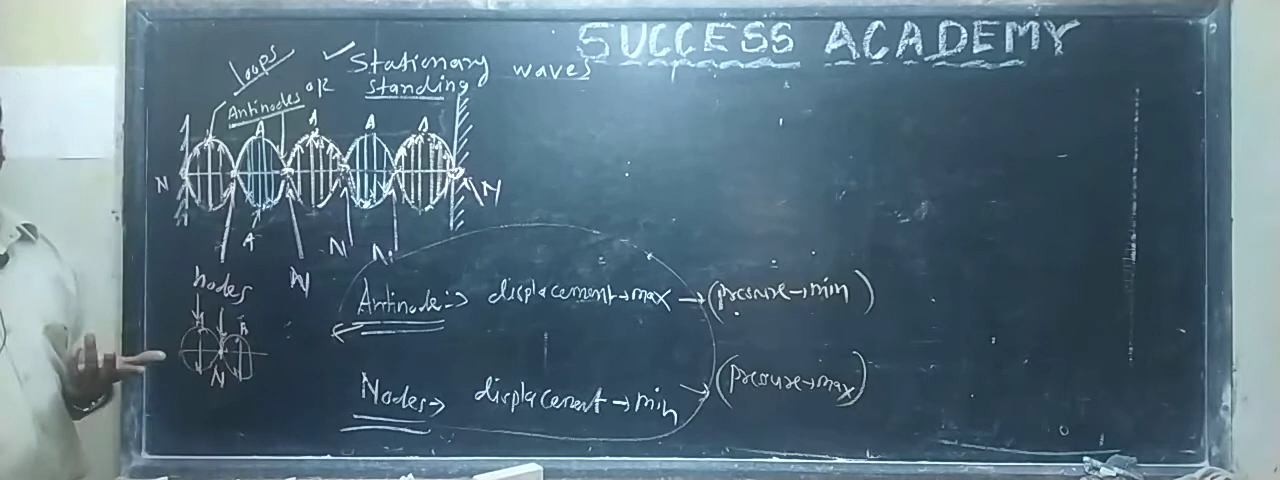 SUCCESS ACADEMY
Loops
✓ Stationary waves
or standing
Antinodes
A A A A
N N
A
N N N
nodes
Antinode:→ displacement→max → (pressure→min)
N
Nodes→ displacement→min → (pressure→max)